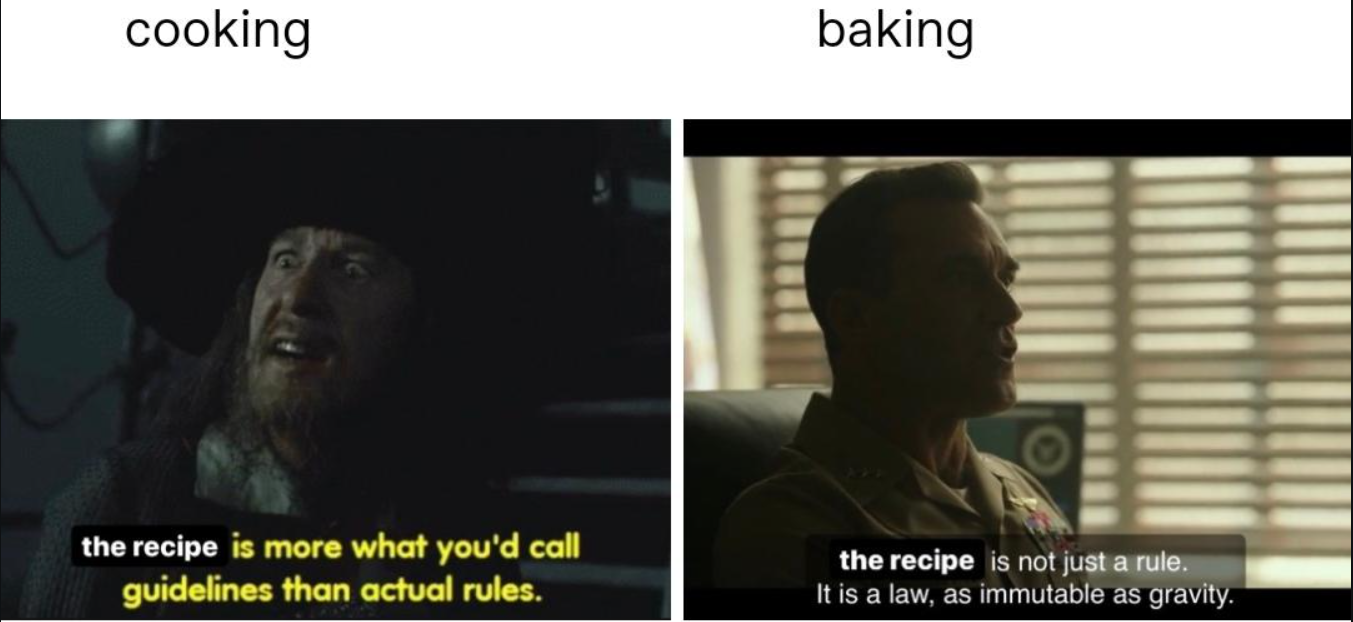 cooking
baking
the recipe is more what you'd call
guidelines than actual rules.
the recipe is not just a rule.
It is a law, as immutable as gravity.